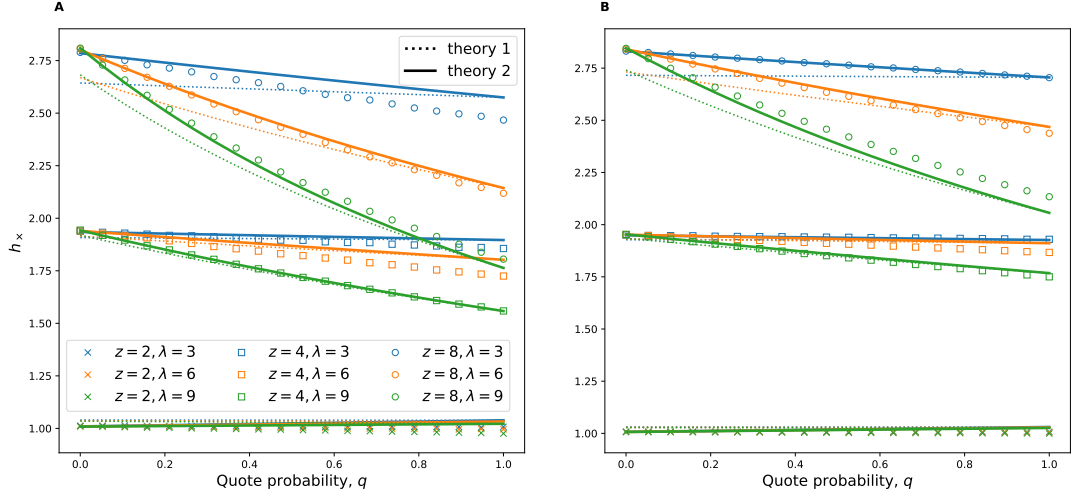 A
B
theory 1
theory 2
2.75
2.50
2.25
2.00
1.75
1.50
1.25
1.00
h×
z = 2, λ = 3
z = 4, λ = 3
z = 8, λ = 3
z = 2, λ = 6
z = 4, λ = 6
z = 8, λ = 6
z = 2, λ = 9
z = 4, λ = 9
z = 8, λ = 9
0.0 0.2 0.4 0.6 0.8 1.0
Quote probability, q
2.75
2.50
2.25
2.00
1.75
1.50
1.25
1.00
0.0 0.2 0.4 0.6 0.8 1.0
Quote probability, q